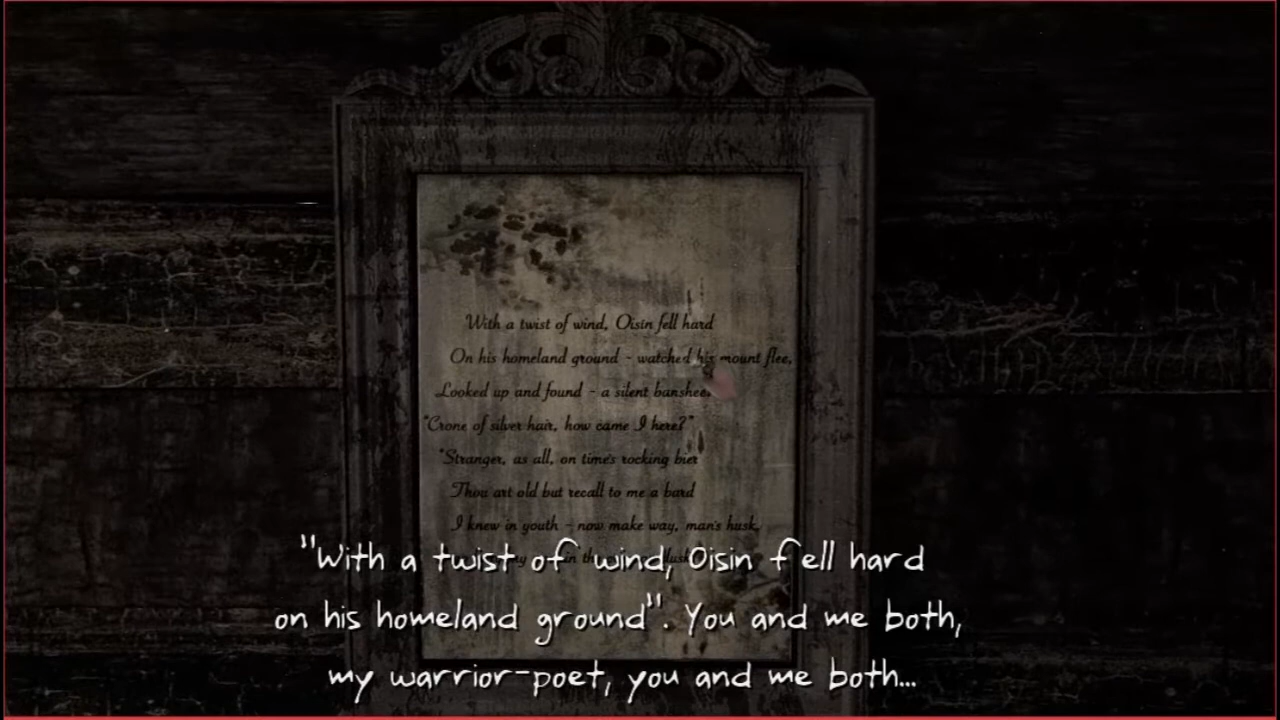 With a twist of wind, Oisin fell hard
On his homeland ground - watched his mount flee,
Looked up and found - a silent banshee.
"Crone of silver hair, how came I here?"
"Stranger, as all, on time's rocking bier
Thou art old but recall to me a bard
I knew in youth - now make way, man's husk,
"With a twist of wind, Oisin fell hard
on his homeland ground". You and me both,
my warrior-poet, you and me both...